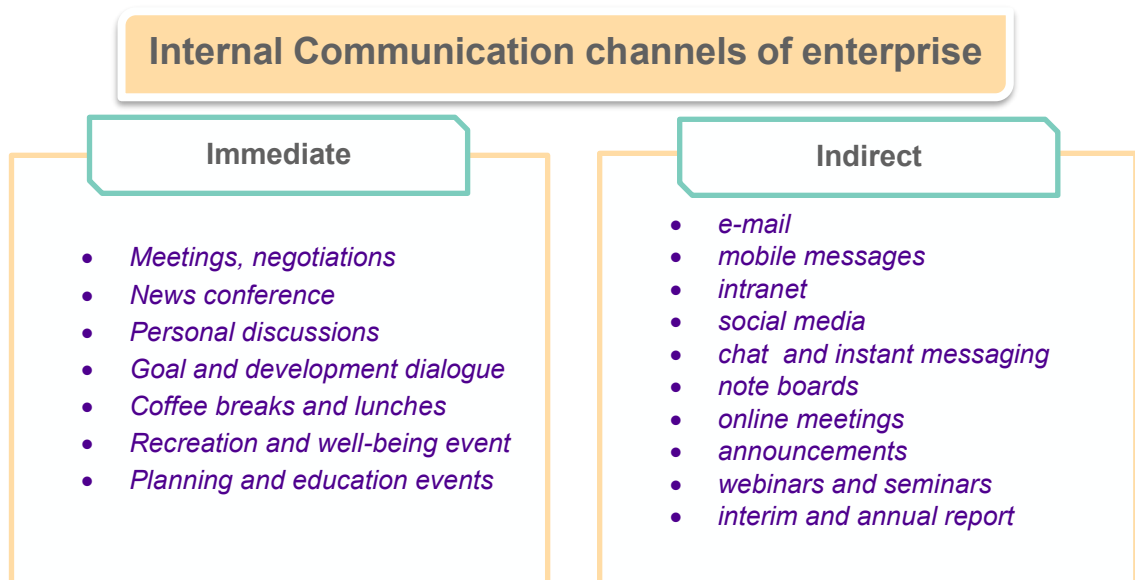 Internal Communication channels of enterprise
Immediate
• Meetings, negotiations
• News conference
• Personal discussions
• Goal and development dialogue
• Coffee breaks and lunches
• Recreation and well-being event
• Planning and education events
Indirect
• e-mail
• mobile messages
• intranet
• social media
• chat  and instant messaging
• note boards
• online meetings
• announcements
• webinars and seminars
• interim and annual report